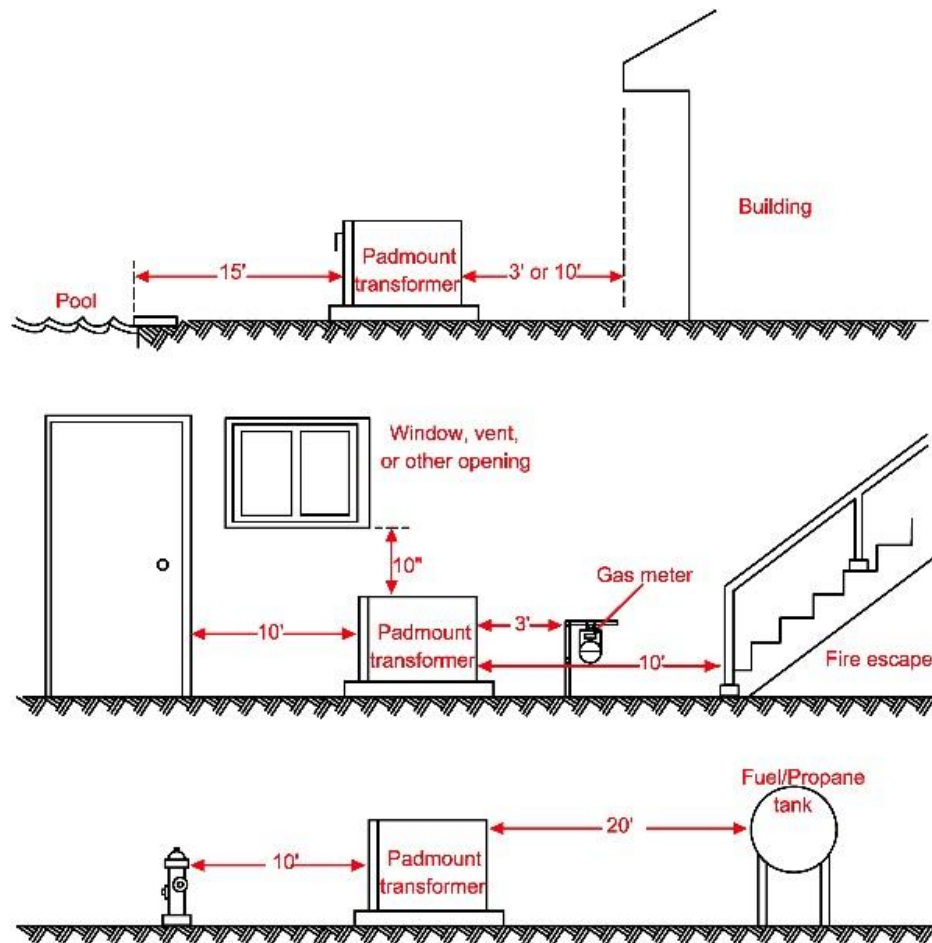 Building
Padmount
transformer
15'
3' or 10'
Pool
Window, vent,
or other opening
10"
Gas meter
10'
Padmount
transformer
3'
10'
Fire escape
Fuel/Propane
tank
20'
10'
Padmount
transformer